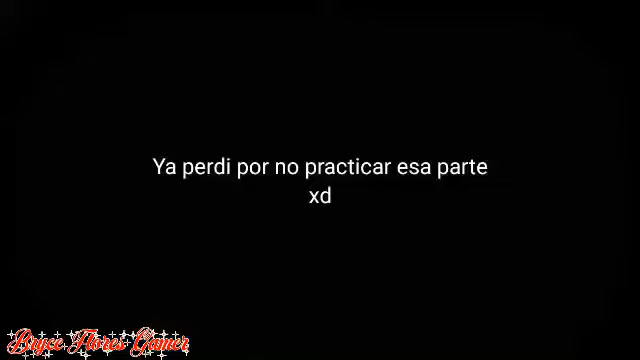 Ya perdi por no practicar esa parte
xd
Bryce Flores Gamer